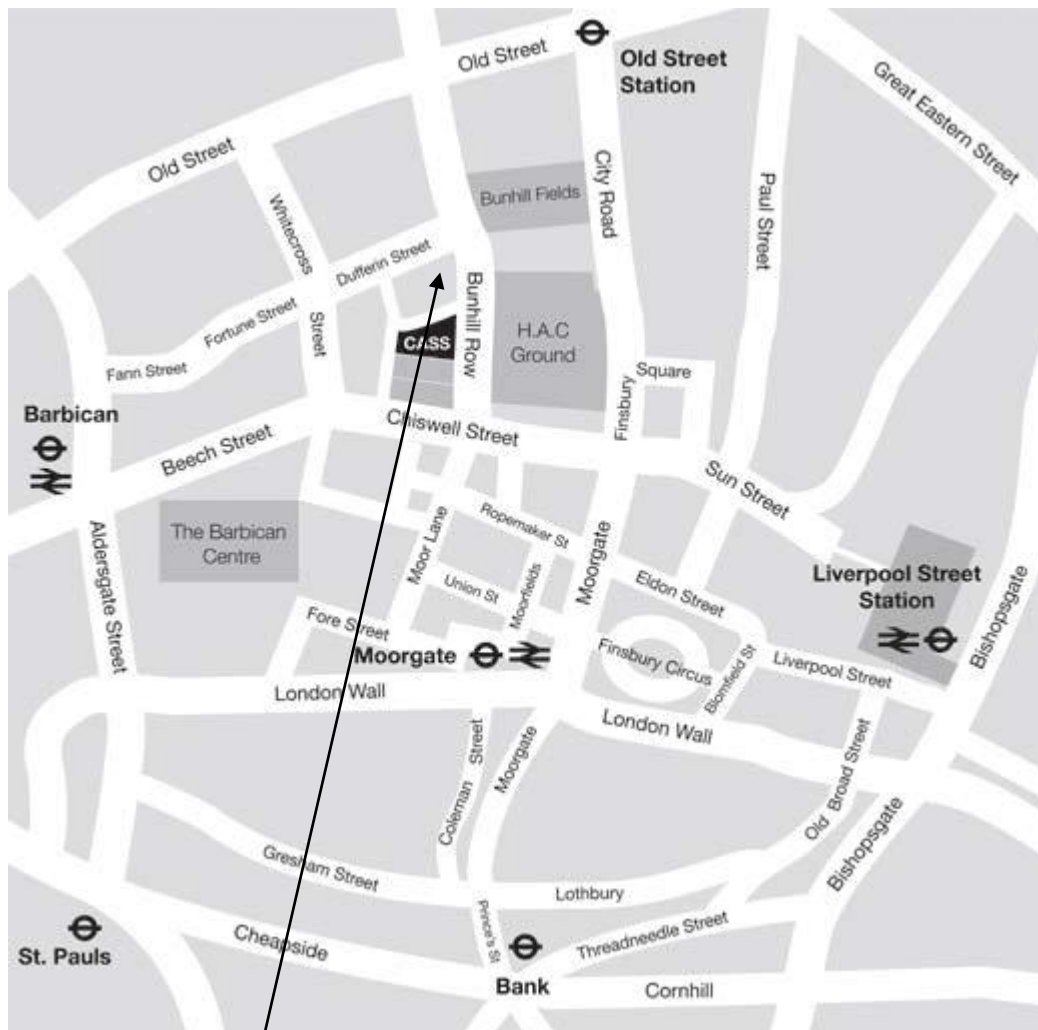 Old Street
Old Street
Station
Great Eastern Street
Old Street
City Road
Paul Street
Bunhill Fields
Whitecross
Street
Dufferin Street
Fortune Street
Fann Street
Bunhill Row
H.A.C
Ground
CASS
Finsbury
Square
Barbican
Beech Street
Chiswell Street
Sun Street
The Barbican
Centre
Aldersgate Street
Moor Lane
Ropemaker St
Moorfields
Union St
Moorgate
Eldon Street
Liverpool Street
Station
Bishopsgate
Fore Street
Moorgate
Finsbury Circus
Blomfield St
Liverpool Street
London Wall
London Wall
Coleman Street
Moorgate
Old Broad Street
Bishopsgate
Gresham Street
Lothbury
Prince's St
Threadneedle Street
St. Pauls
Cheapside
Bank
Cornhill